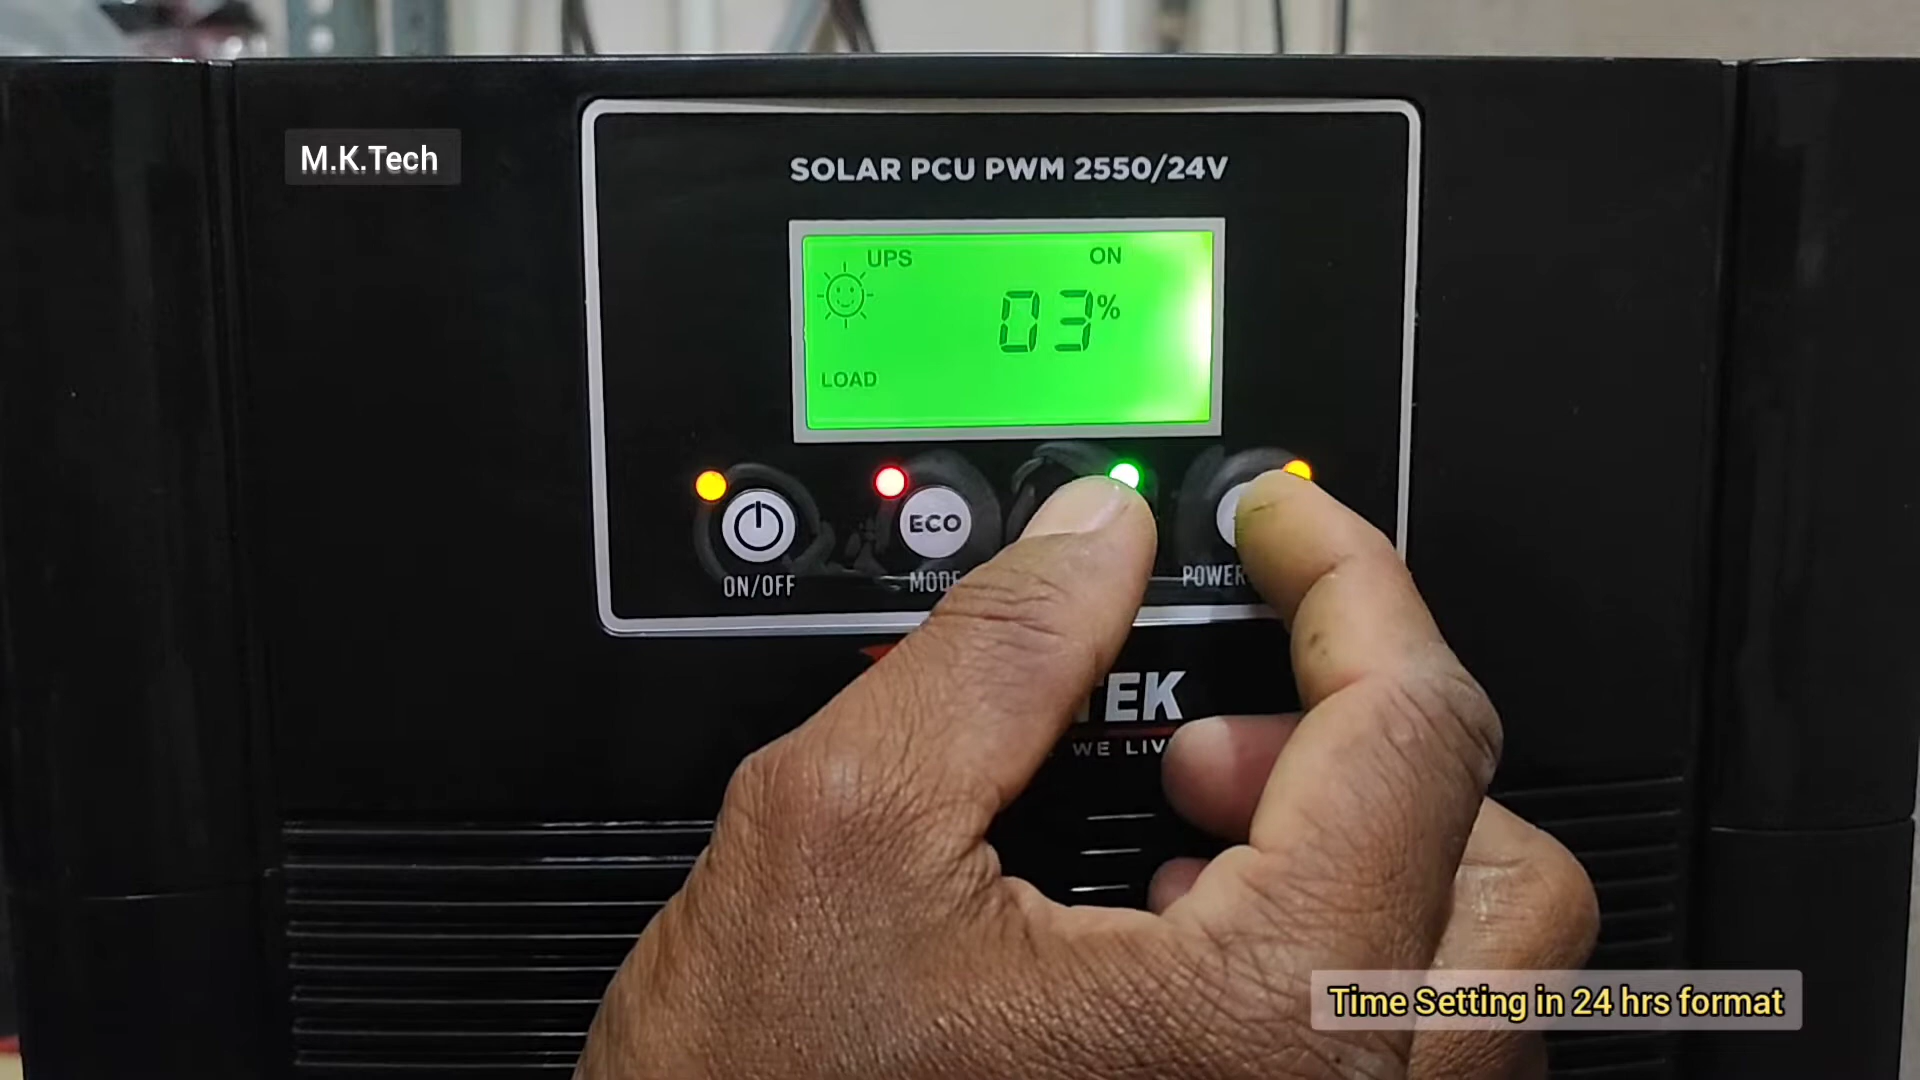 M.K.Tech
SOLAR PCU PWM 2550/24V
UPS ON
03%
LOAD
ECO
ON/OFF
MODE
POWER
TEK
WE LIV
Time Setting in 24 hrs format